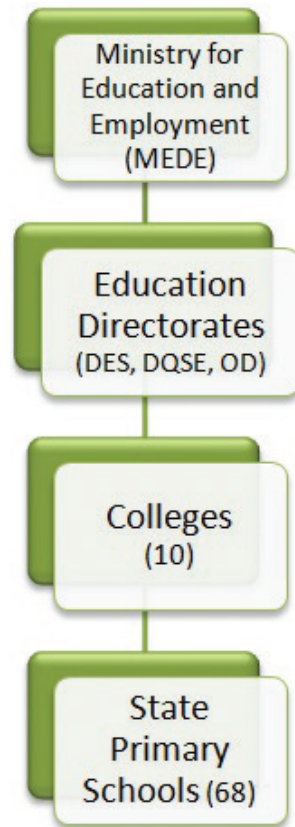 Ministry for
Education and
Employment
(MEDE)
Education
Directorates
(DES, DQSE, OD)
Colleges
(10)
State
Primary
Schools (68)